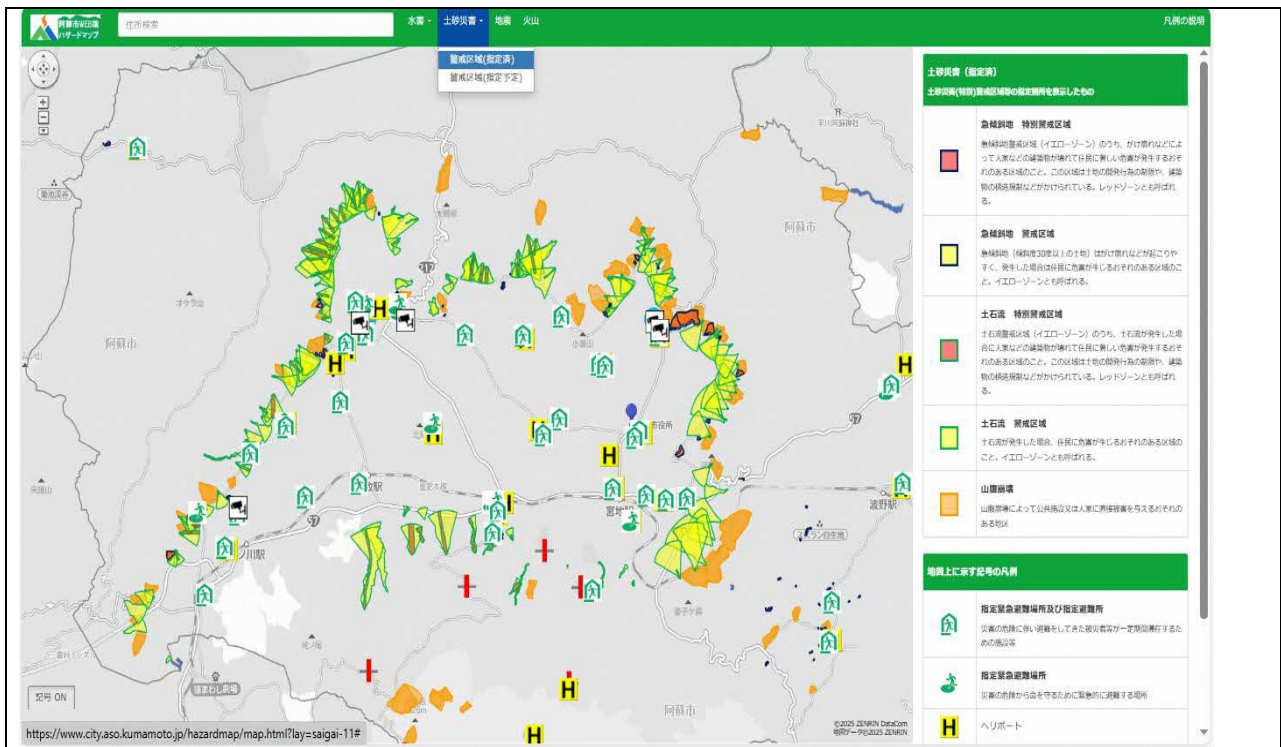 阿蘇市WEB版
ハザードマップ
住所検索
水害
土砂災害
地震
火山
凡例の説明
警戒区域(指定済)
警戒区域(指定予定)
土砂災害（指定済）
土砂災害(特別)警戒区域等の指定箇所を表示したもの
急傾斜地 特別警戒区域
急傾斜地警戒区域（イエローゾーン）のうち、がけ崩れなどによ
って人家などの建築物が壊れて住民に著しい危害が発生するおそ
れのある区域のこと。この区域は土地の開発行為の制限や、建築
物の構造規制などがかけられている。レッドゾーンとも呼ばれ
る。
急傾斜地 警戒区域
急傾斜地（傾斜度30度以上の土地）はがけ崩れなどが起こりや
すく、発生した場合は住民に危害が生じるおそれのある区域のこ
と。イエローゾーンとも呼ばれる。
土石流 特別警戒区域
土石流警戒区域（イエローゾーン）のうち、土石流が発生した場
合に人家などの建築物が壊れて住民に著しい危害が発生するおそ
れのある区域のこと。この区域は土地の開発行為の制限や、建築
物の構造規制などがかけられている。レッドゾーンとも呼ばれ
る。
土石流 警戒区域
土石流が発生した場合、住民に危害が生じるおそれのある区域の
こと。イエローゾーンとも呼ばれる。
山腹崩壊
山腹崩壊によって公共施設又は人家に直接損害を与えるおそれの
ある地区
地図上に示す記号の凡例
指定緊急避難場所及び指定避難所
災害の危険に伴い避難をしてきた被災者等が一定期間滞在するた
めの施設等
指定緊急避難場所
災害の危険から命を守るために緊急的に避難する場所
H
ヘリポート
菊池渓谷
阿蘇市
オケラ山
阿蘇市
212
小嵐山
H
H
H
57
市役所
H
宮地駅
波野駅
57
猿まわし劇場
阿蘇市
H
H
記号 ON
©2025 ZENRIN DataCom
地図データ©2025 ZENRIN
https://www.city.aso.kumamoto.jp/hazardmap/map.html?lay=saigai-11#